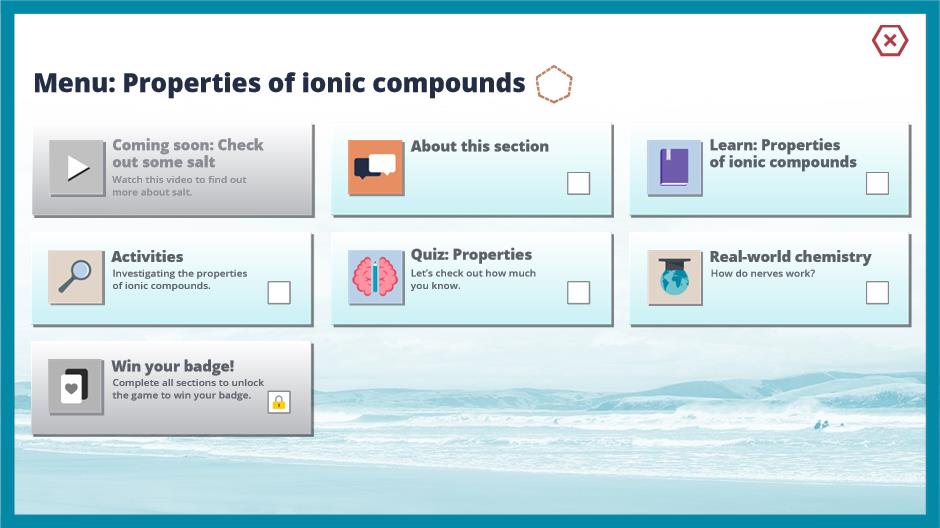 Menu: Properties of ionic compounds
Coming soon: Check
out some salt
Watch this video to find out
more about salt.
About this section
Learn: Properties
of ionic compounds
Activities
Investigating the properties
of ionic compounds.
Quiz: Properties
Let's check out how much
you know.
Real-world chemistry
How do nerves work?
Win your badge!
Complete all sections to unlock
the game to win your badge.